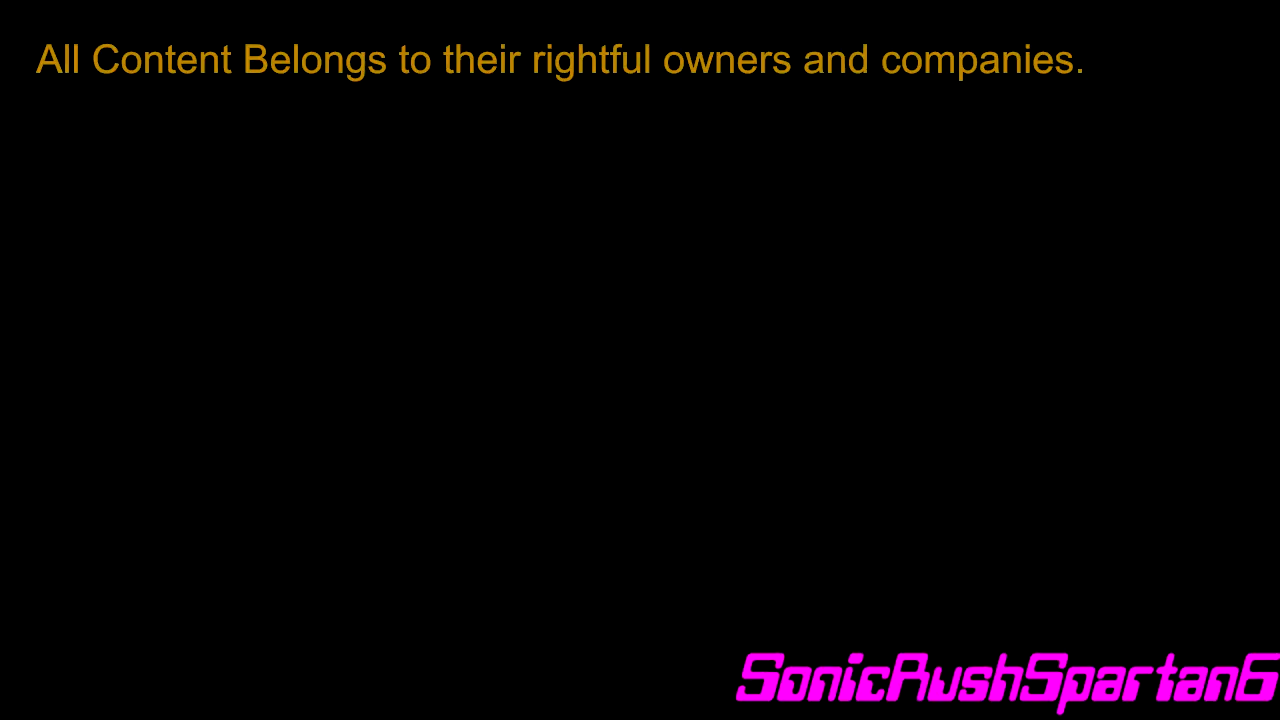 All Content Belongs to their rightful owners and companies.
SonicRushSpartan6